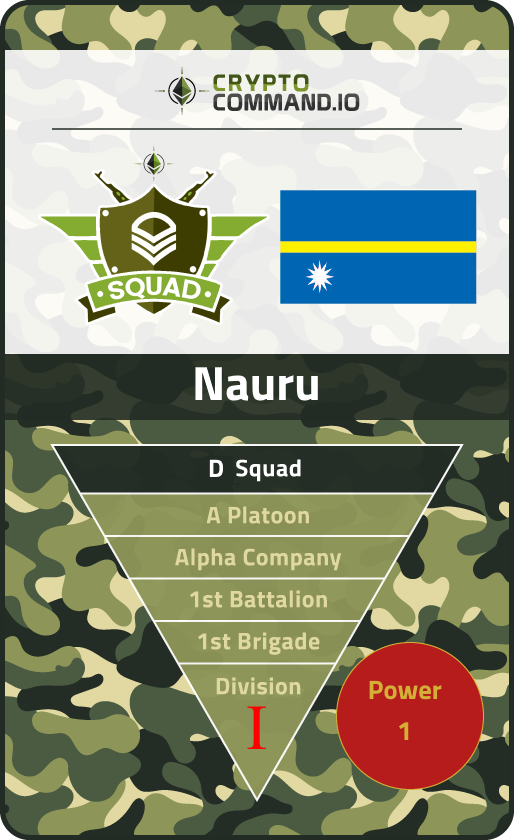 CRYPTO
COMMAND.IO
SQUAD
Nauru
D Squad
A Platoon
Alpha Company
1st Battalion
1st Brigade
Division
I
Power
1